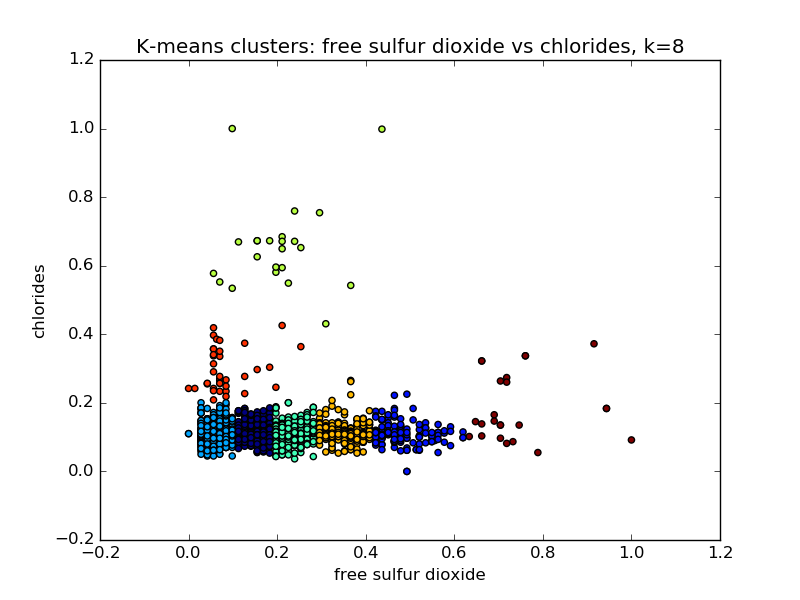 K-means clusters: free sulfur dioxide vs chlorides, k=8
1.2
1.0
0.8
0.6
0.4
0.2
0.0
−0.2
chlorides
−0.2 0.0 0.2 0.4 0.6 0.8 1.0 1.2
free sulfur dioxide